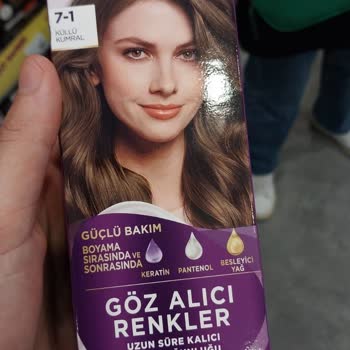 7-1
KÜLLÜ
KUMRAL
GÜÇLÜ BAKIM
BOYAMA
SIRASINDA VE
SONRASINDA
KERATİN
PANTENOL
BESLEYİCİ
YAĞ
GÖZ ALICI
RENKLER
UZUN SÜRE KALICI